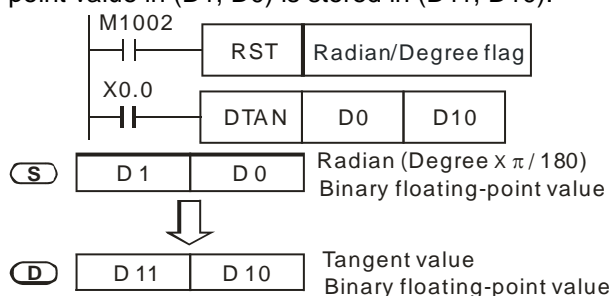 point value in (D1, D0) is stored in (D11, D10).
M1002
RST Radian/Degree flag
X0.0
DTAN D0 D10
S D 1 D 0 Radian (Degree x π / 180)
Binary floating-point value
D D 11 D 10 Tangent value
Binary floating-point value